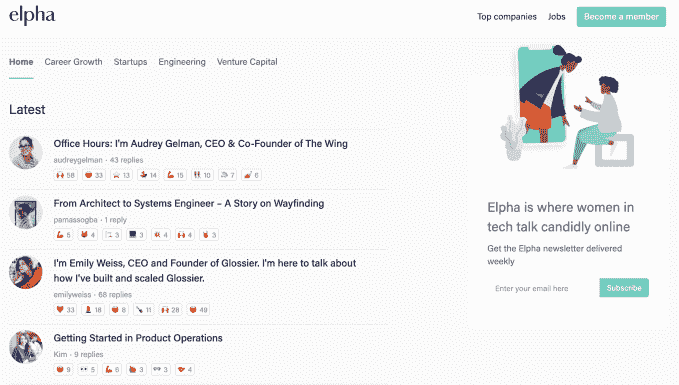 elpha
Top companies
Jobs
Become a member
Home
Career Growth
Startups
Engineering
Venture Capital
Latest
Office Hours: I'm Audrey Gelman, CEO & Co-Founder of The Wing
audreygelman · 43 replies
58 33 13 14 15 10 7 6
From Architect to Systems Engineer – A Story on Wayfinding
pamassogba · 1 reply
5 4 3 3 4 4 3
I'm Emily Weiss, CEO and Founder of Glossier. I'm here to talk about
how I've built and scaled Glossier.
emilyweiss · 68 replies
33 18 8 11 28 49
Getting Started in Product Operations
Kim · 9 replies
9 5 6 3 3 4
Elpha is where women in
tech talk candidly online
Get the Elpha newsletter delivered
weekly
Enter your email here
Subscribe